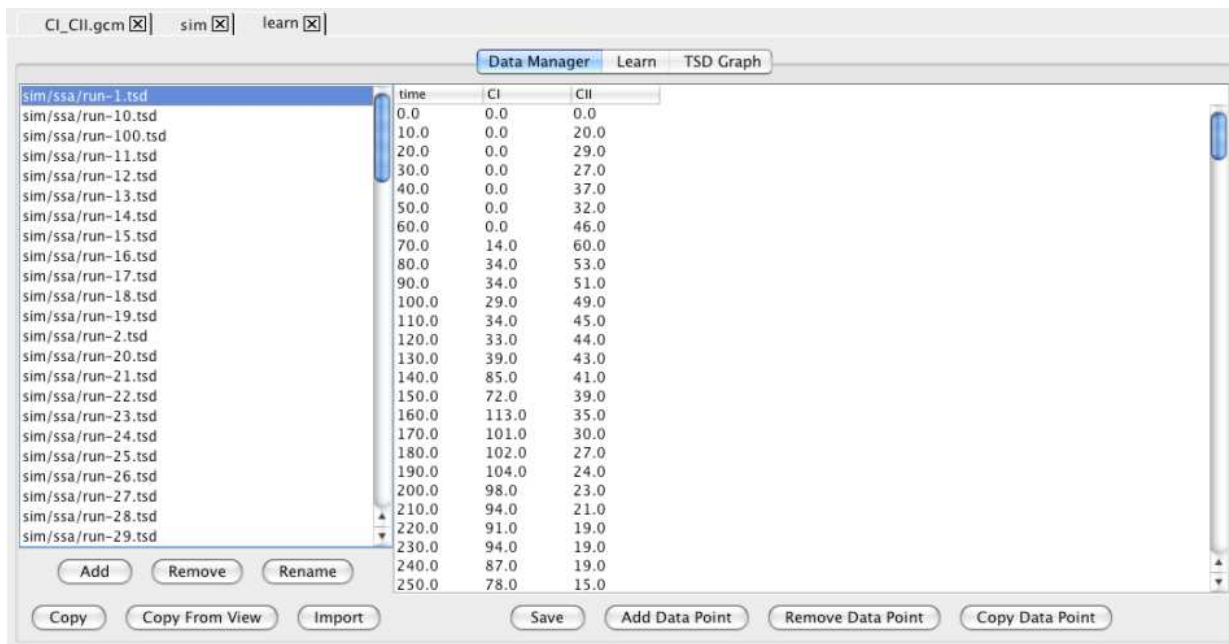 CI_CII.gcm sim learn
Data Manager Learn TSD Graph
sim/ssa/run-1.tsd
sim/ssa/run-10.tsd
sim/ssa/run-100.tsd
sim/ssa/run-11.tsd
sim/ssa/run-12.tsd
sim/ssa/run-13.tsd
sim/ssa/run-14.tsd
sim/ssa/run-15.tsd
sim/ssa/run-16.tsd
sim/ssa/run-17.tsd
sim/ssa/run-18.tsd
sim/ssa/run-19.tsd
sim/ssa/run-2.tsd
sim/ssa/run-20.tsd
sim/ssa/run-21.tsd
sim/ssa/run-22.tsd
sim/ssa/run-23.tsd
sim/ssa/run-24.tsd
sim/ssa/run-25.tsd
sim/ssa/run-26.tsd
sim/ssa/run-27.tsd
sim/ssa/run-28.tsd
sim/ssa/run-29.tsd
time CI CII
0.0 0.0 0.0
10.0 0.0 20.0
20.0 0.0 29.0
30.0 0.0 27.0
40.0 0.0 37.0
50.0 0.0 32.0
60.0 0.0 46.0
70.0 14.0 60.0
80.0 34.0 53.0
90.0 34.0 51.0
100.0 29.0 49.0
110.0 34.0 45.0
120.0 33.0 44.0
130.0 39.0 43.0
140.0 85.0 41.0
150.0 72.0 39.0
160.0 113.0 35.0
170.0 101.0 30.0
180.0 102.0 27.0
190.0 104.0 24.0
200.0 98.0 23.0
210.0 94.0 21.0
220.0 91.0 19.0
230.0 94.0 19.0
240.0 87.0 19.0
250.0 78.0 15.0
Add Remove Rename
Copy Copy From View Import
Save Add Data Point Remove Data Point Copy Data Point